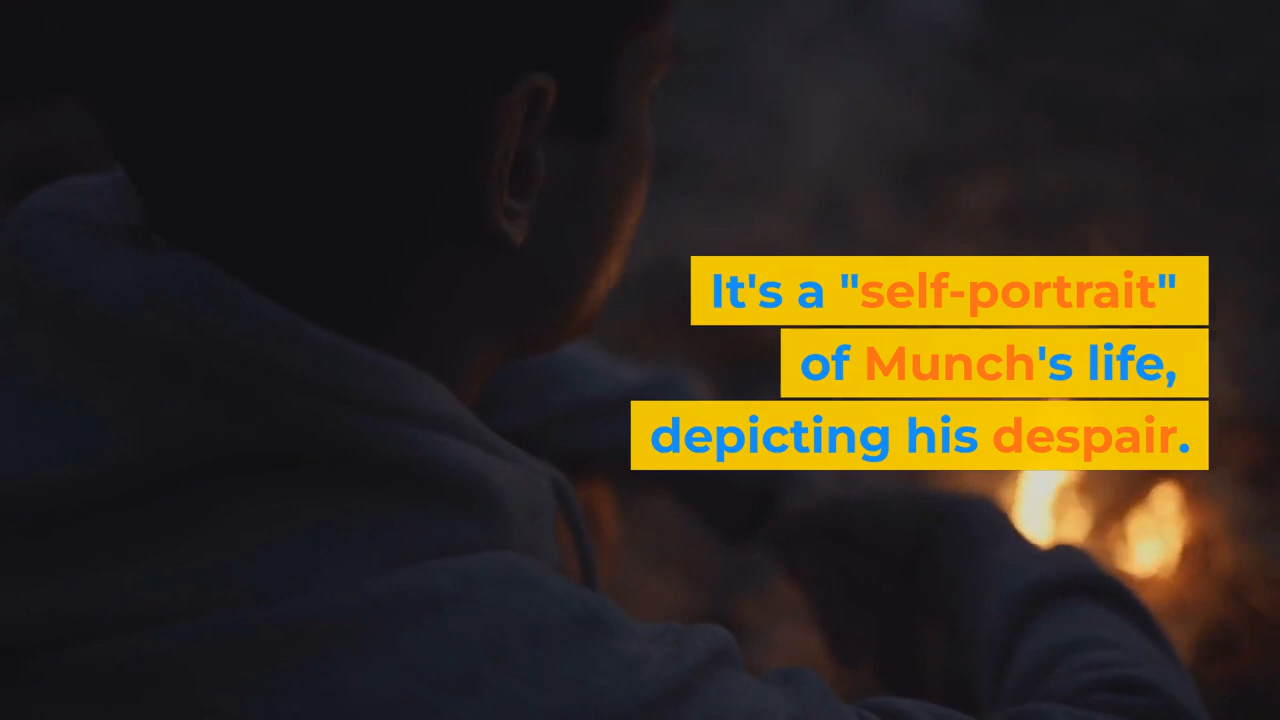 It's a "self-portrait"
of Munch's life,
depicting his despair.